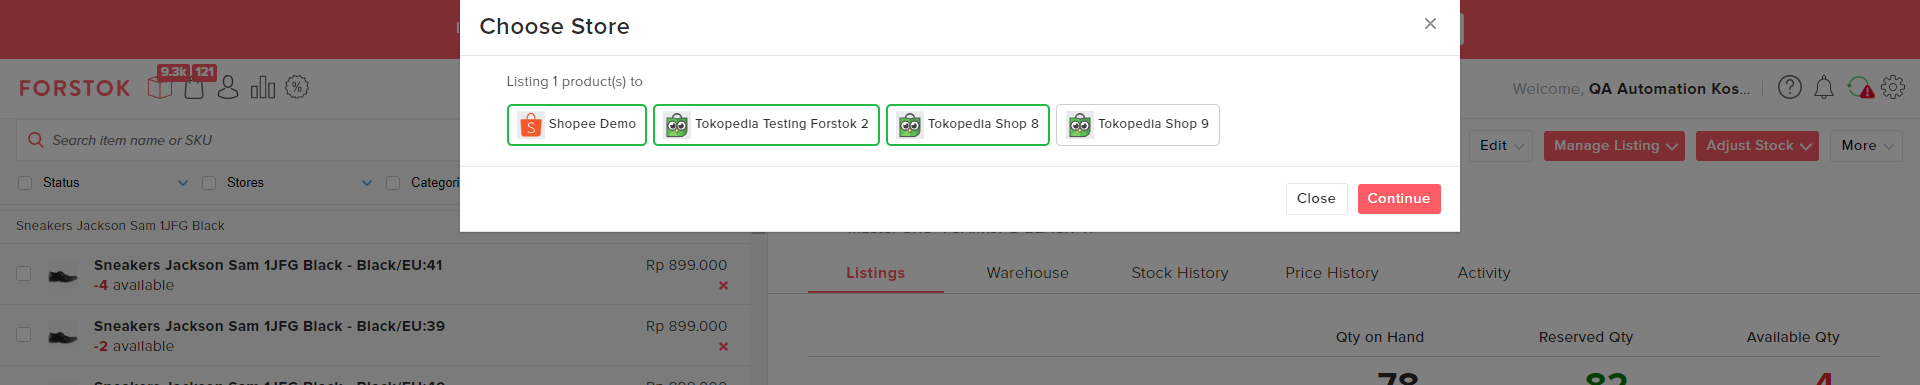 Choose Store
×
Listing 1 product(s) to
Shopee Demo
Tokopedia Testing Forstok 2
Tokopedia Shop 8
Tokopedia Shop 9
Close
Continue
FORSTOK
9.3k
121
Welcome, QA Automation Kos...
Search item name or SKU
Edit
Manage Listing
Adjust Stock
More
Status
Stores
Categori
Sneakers Jackson Sam 1JFG Black
Sneakers Jackson Sam 1JFG Black - Black/EU:41
Rp 899.000
-4 available
Sneakers Jackson Sam 1JFG Black - Black/EU:39
Rp 899.000
-2 available
Listings
Warehouse
Stock History
Price History
Activity
Qty on Hand
Reserved Qty
Available Qty
78
82